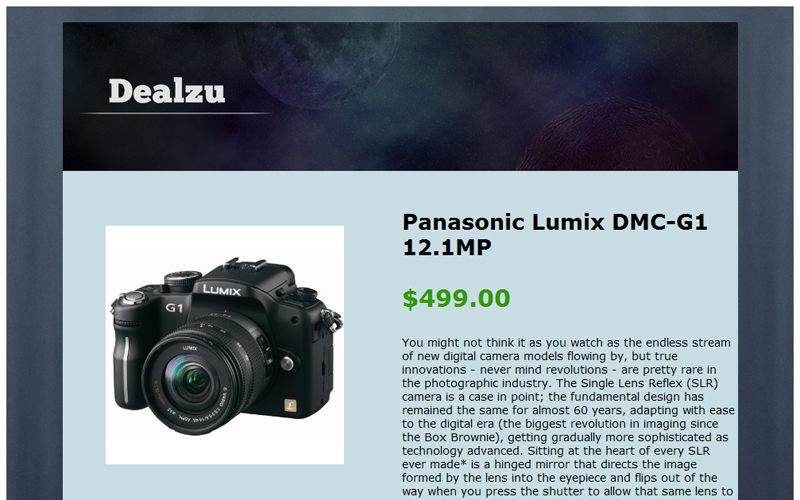 Dealzu
Panasonic Lumix DMC-G1
12.1MP
$499.00
LUMIX
G1
LUMIX
L
You might not think it as you watch as the endless stream
of new digital camera models flowing by, but true
innovations - never mind revolutions - are pretty rare in
the photographic industry. The Single Lens Reflex (SLR)
camera is a case in point; the fundamental design has
remained the same for almost 60 years, adapting with ease
to the digital era (the biggest revolution in imaging since
the Box Brownie), getting gradually more sophisticated as
technology advanced. Sitting at the heart of every SLR
ever made* is a hinged mirror that directs the image
formed by the lens into the eyepiece and flips out of the
way when you press the shutter to allow that same lens to